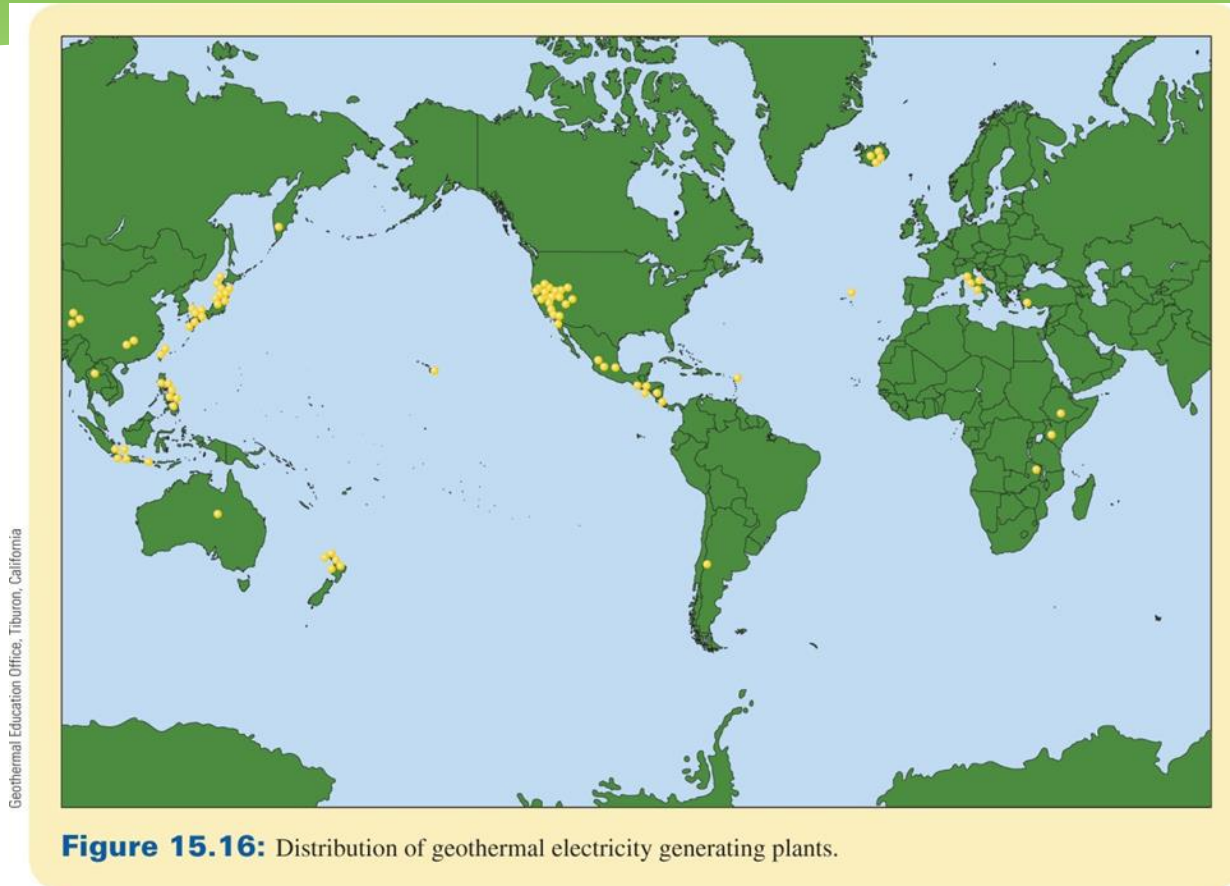 Geothermal Education Office, Tiburon, California
Figure 15.16: Distribution of geothermal electricity generating plants.